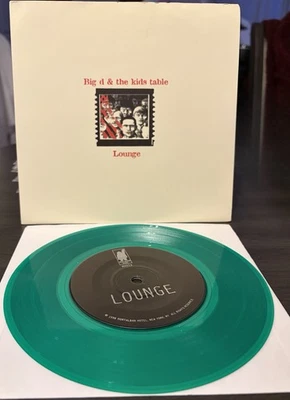 Big d & the kids table
Lounge
LOUNGE